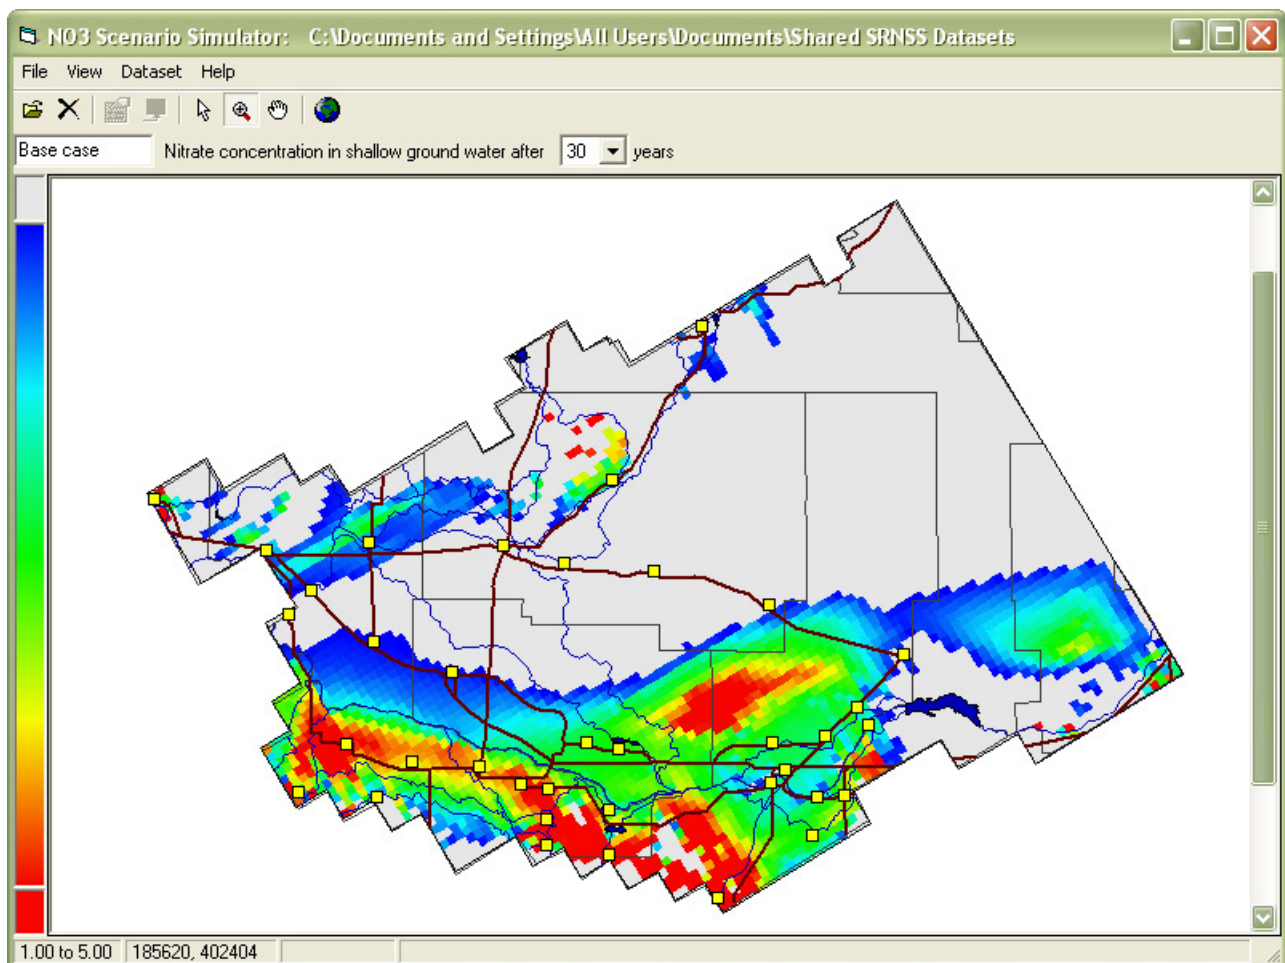 NO3 Scenario Simulator: C:\Documents and Settings\All Users\Documents\Shared SRNSS Datasets
File View Dataset Help
Base case Nitrate concentration in shallow ground water after 30 years
1.00 to 5.00 185620, 402404